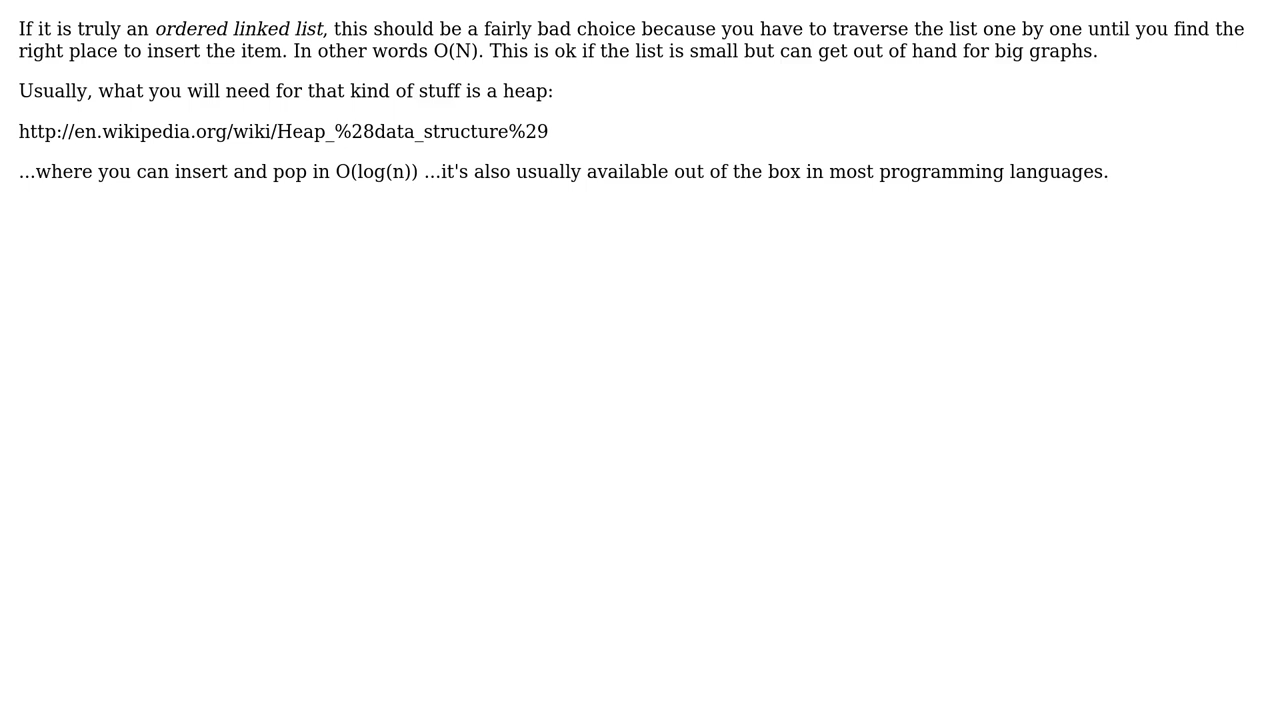 If it is truly an ordered linked list, this should be a fairly bad choice because you have to traverse the list one by one until you find the
right place to insert the item. In other words O(N). This is ok if the list is small but can get out of hand for big graphs.
Usually, what you will need for that kind of stuff is a heap:
http://en.wikipedia.org/wiki/Heap_%28data_structure%29
...where you can insert and pop in O(log(n)) ...it's also usually available out of the box in most programming languages.